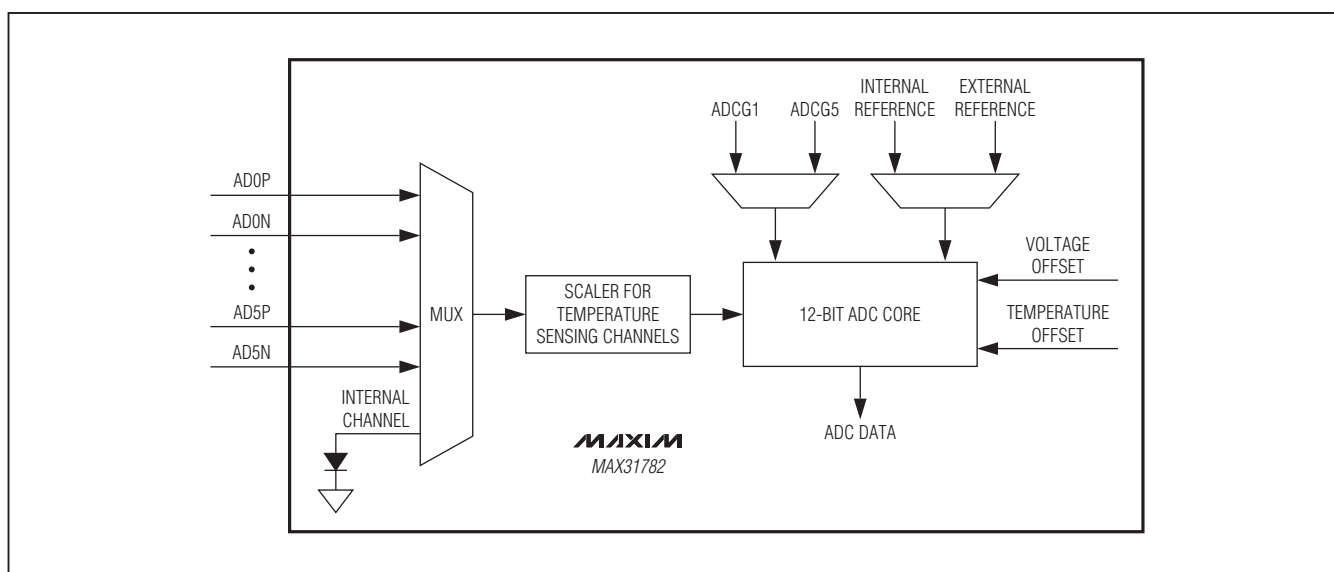 ADCG1
ADCG5
INTERNAL
REFERENCE
EXTERNAL
REFERENCE
AD0P
AD0N
AD5P
AD5N
MUX
SCALER FOR
TEMPERATURE
SENSING CHANNELS
12-BIT ADC CORE
VOLTAGE
OFFSET
TEMPERATURE
OFFSET
INTERNAL
CHANNEL
ADC DATA
MAXIM
MAX31782